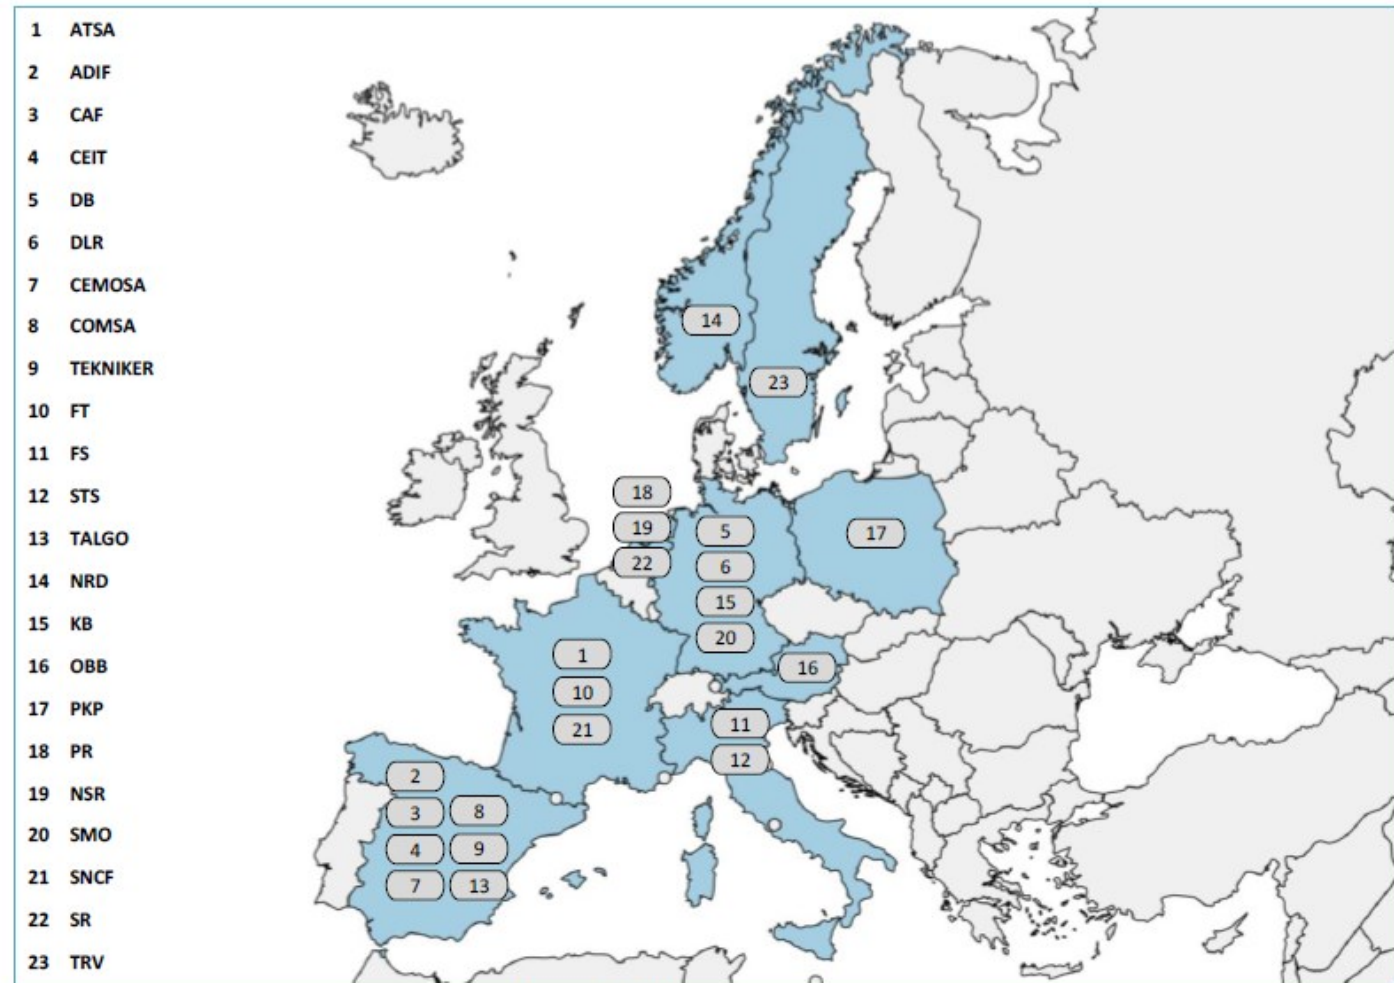 1 ATSA
2 ADIF
3 CAF
4 CEIT
5 DB
6 DLR
7 CEMOSA
8 COMSA
9 TEKNIKER
10 FT
11 FS
12 STS
13 TALGO
14 NRD
15 KB
16 OBB
17 PKP
18 PR
19 NSR
20 SMO
21 SNCF
22 SR
23 TRV
14
23
18
19
22
5
6
15
20
17
16
1
10
21
11
12
2
3 8
4 9
7 13